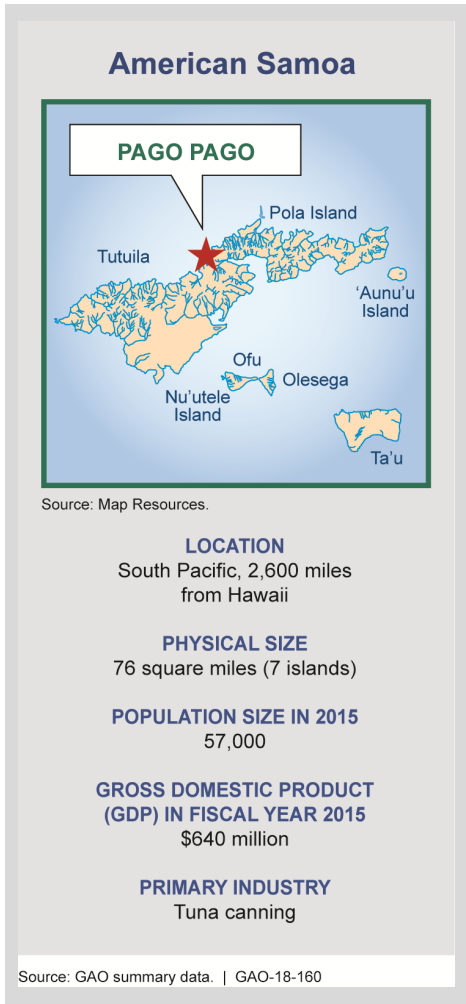 American Samoa
PAGO PAGO
Pola Island
Tutuila
‘Aunu’u
Island
Ofu
Olesega
Nu’utele
Island
Ta’u
Source: Map Resources.
LOCATION
South Pacific, 2,600 miles
from Hawaii
PHYSICAL SIZE
76 square miles (7 islands)
POPULATION SIZE IN 2015
57,000
GROSS DOMESTIC PRODUCT
(GDP) IN FISCAL YEAR 2015
$640 million
PRIMARY INDUSTRY
Tuna canning
Source: GAO summary data. | GAO-18-160